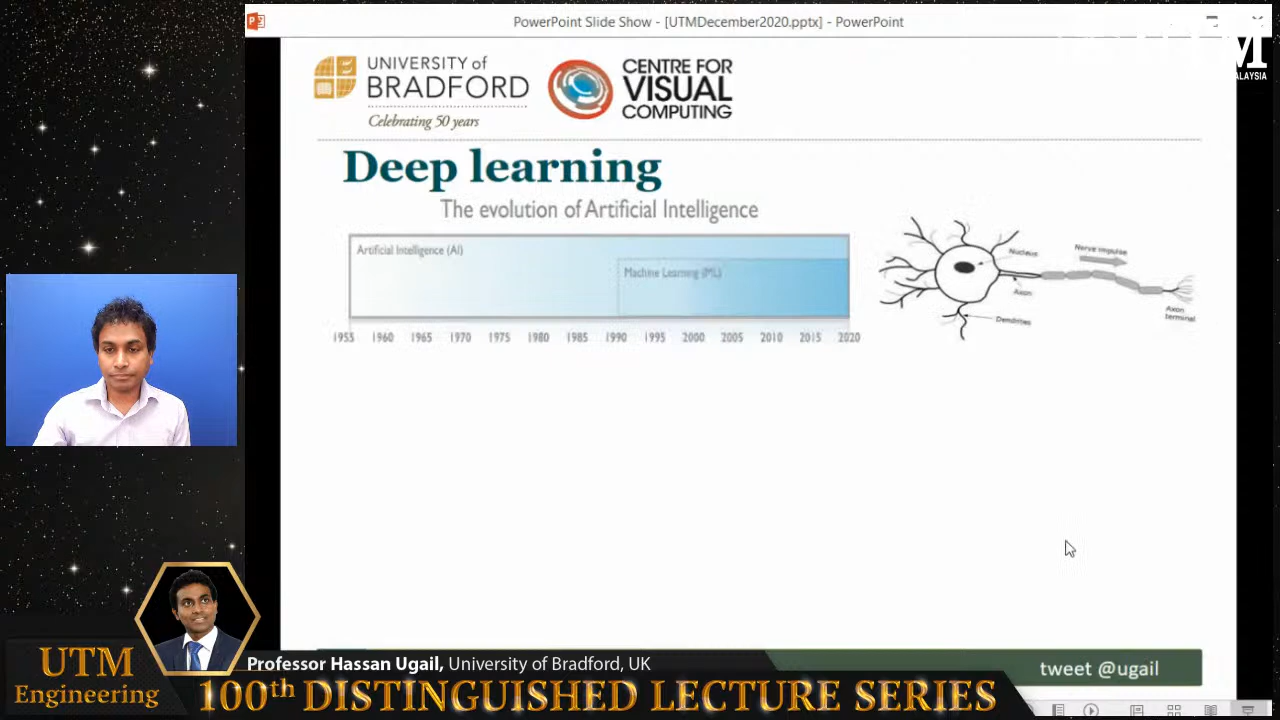 PowerPoint Slide Show - [UTMDecember2020.pptx] - PowerPoint
UNIVERSITY of
BRADFORD
Celebrating 50 years
CENTRE FOR
VISUAL
COMPUTING
Deep learning
The evolution of Artificial Intelligence
Artificial Intelligence (AI)
Machine Learning (ML)
1955 1960 1965 1970 1975 1980 1985 1990 1995 2000 2005 2010 2015 2020
Nucleus
Nerve impulse
Axon
Dendrites
Axon
terminal
tweet @ugail
Professor Hassan Ugail, University of Bradford, UK
UTM
Engineering
100th DISTINGUISHED LECTURE SERIES